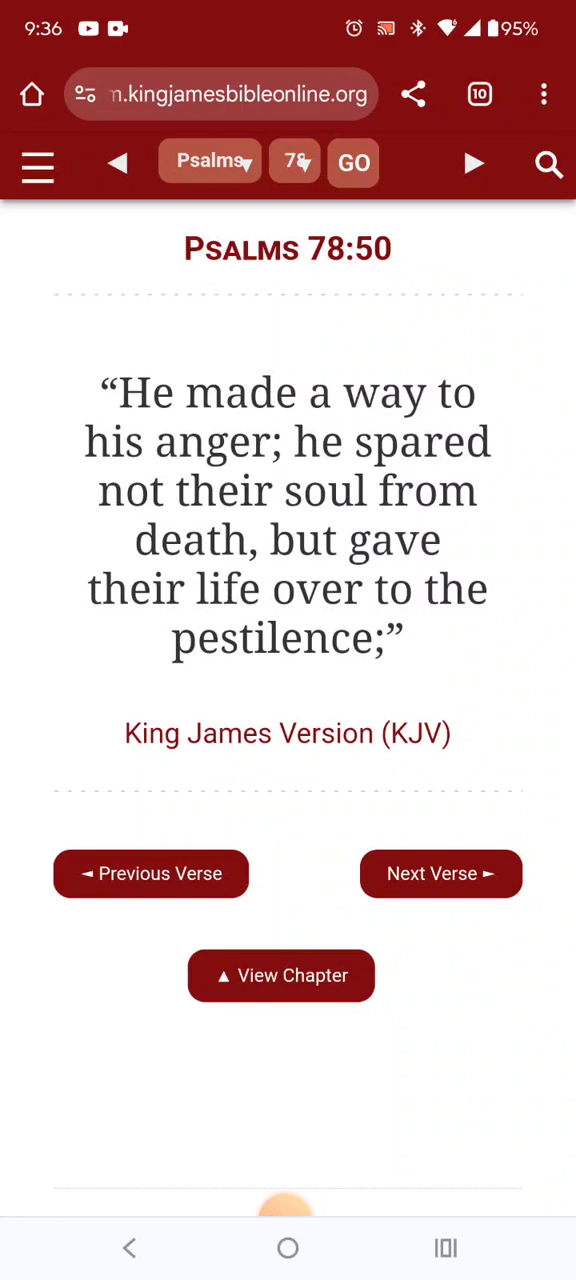 9:36 95%
m.kingjamesbibleonline.org 10
Psalms 78 GO
PSALMS 78:50
“He made a way to
his anger; he spared
not their soul from
death, but gave
their life over to the
pestilence;”
King James Version (KJV)
◄ Previous Verse Next Verse ►
▲ View Chapter